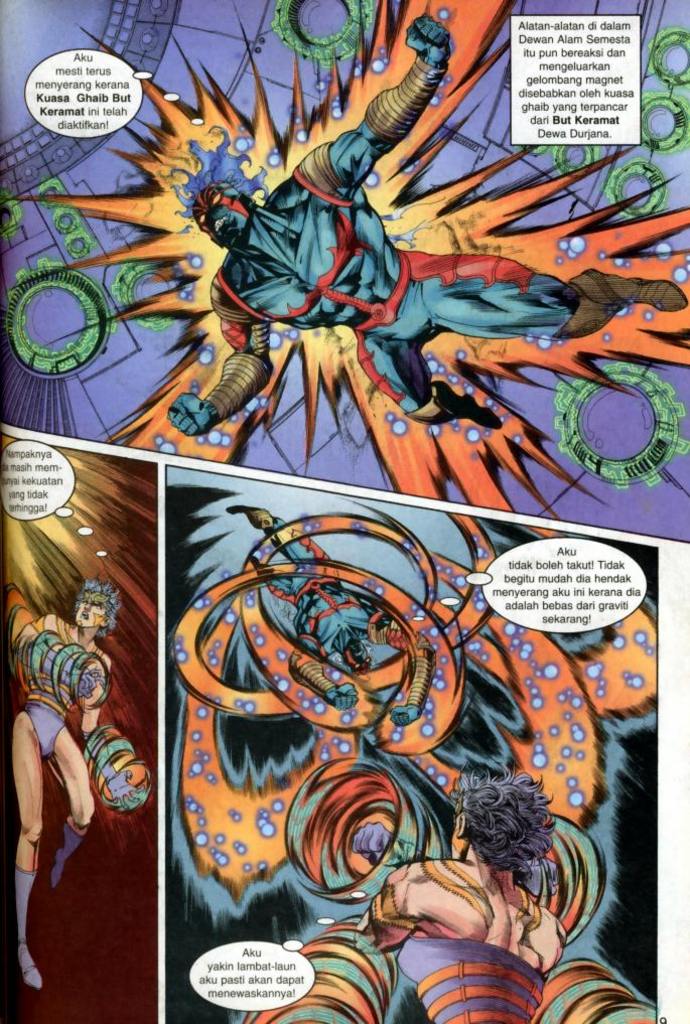 Aku
mesti terus
menyerang kerana
Kuasa Ghaib But
Keramat ini telah
diaktifkan!
Alatan-alatan di dalam
Dewan Alam Semesta
itu pun bereaksi dan
mengeluarkan
gelombang magnet
disebabkan oleh kuasa
ghaib yang terpancar
dari But Keramat
Dewa Durjana.
Nampaknya
dia masih mem-
punyai kekuatan
yang tidak
terhingga!
Aku
tidak boleh takut! Tidak
begitu mudah dia hendak
menyerang aku ini kerana dia
adalah bebas dari graviti
sekarang!
Aku
yakin lambat-laun
aku pasti akan dapat
menewaskannya!
9